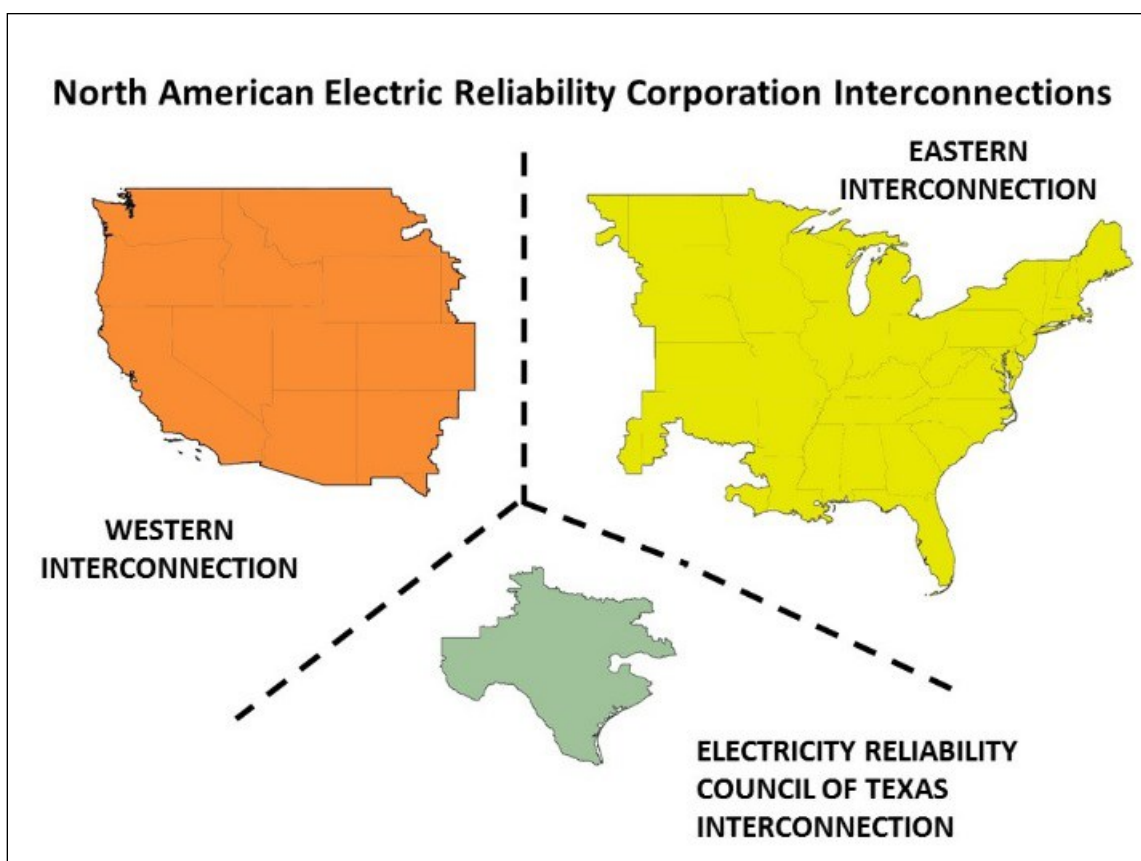 North American Electric Reliability Corporation Interconnections
EASTERN
INTERCONNECTION
WESTERN
INTERCONNECTION
ELECTRICITY RELIABILITY
COUNCIL OF TEXAS
INTERCONNECTION